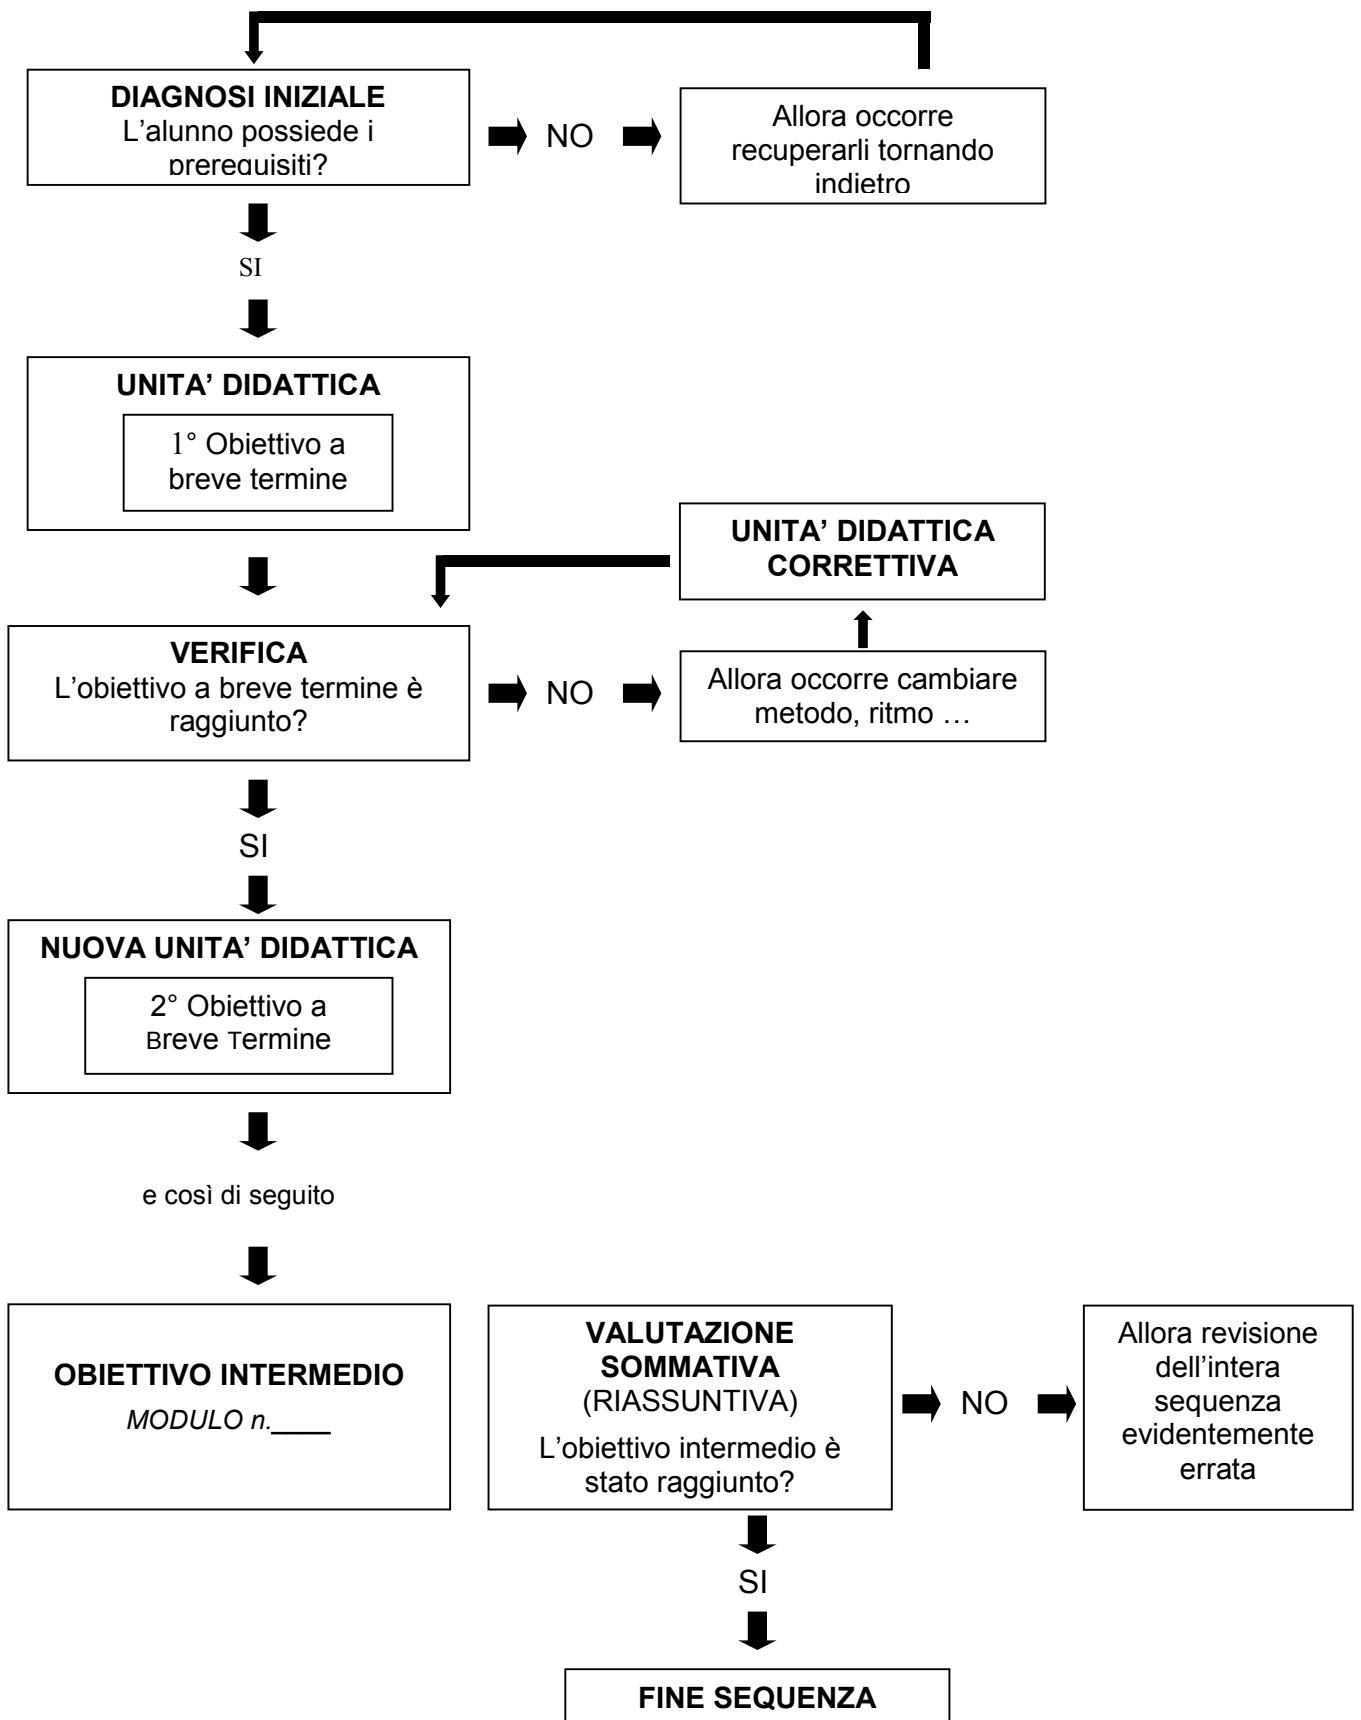 DIAGNOSI INIZIALE
L'alunno possiede i
prerequisiti?
NO
Allora occorre
recuperarli tornando
indietro
SI
UNITA' DIDATTICA
1° Obiettivo a
breve termine
UNITA' DIDATTICA
CORRETTIVA
VERIFICA
L'obiettivo a breve termine è
raggiunto?
NO
Allora occorre cambiare
metodo, ritmo …
SI
NUOVA UNITA' DIDATTICA
2° Obiettivo a
Breve Termine
e così di seguito
OBIETTIVO INTERMEDIO
MODULO n.____
VALUTAZIONE
SOMMATIVA
(RIASSUNTIVA)
L'obiettivo intermedio è
stato raggiunto?
NO
Allora revisione
dell'intera
sequenza
evidentemente
errata
SI
FINE SEQUENZA